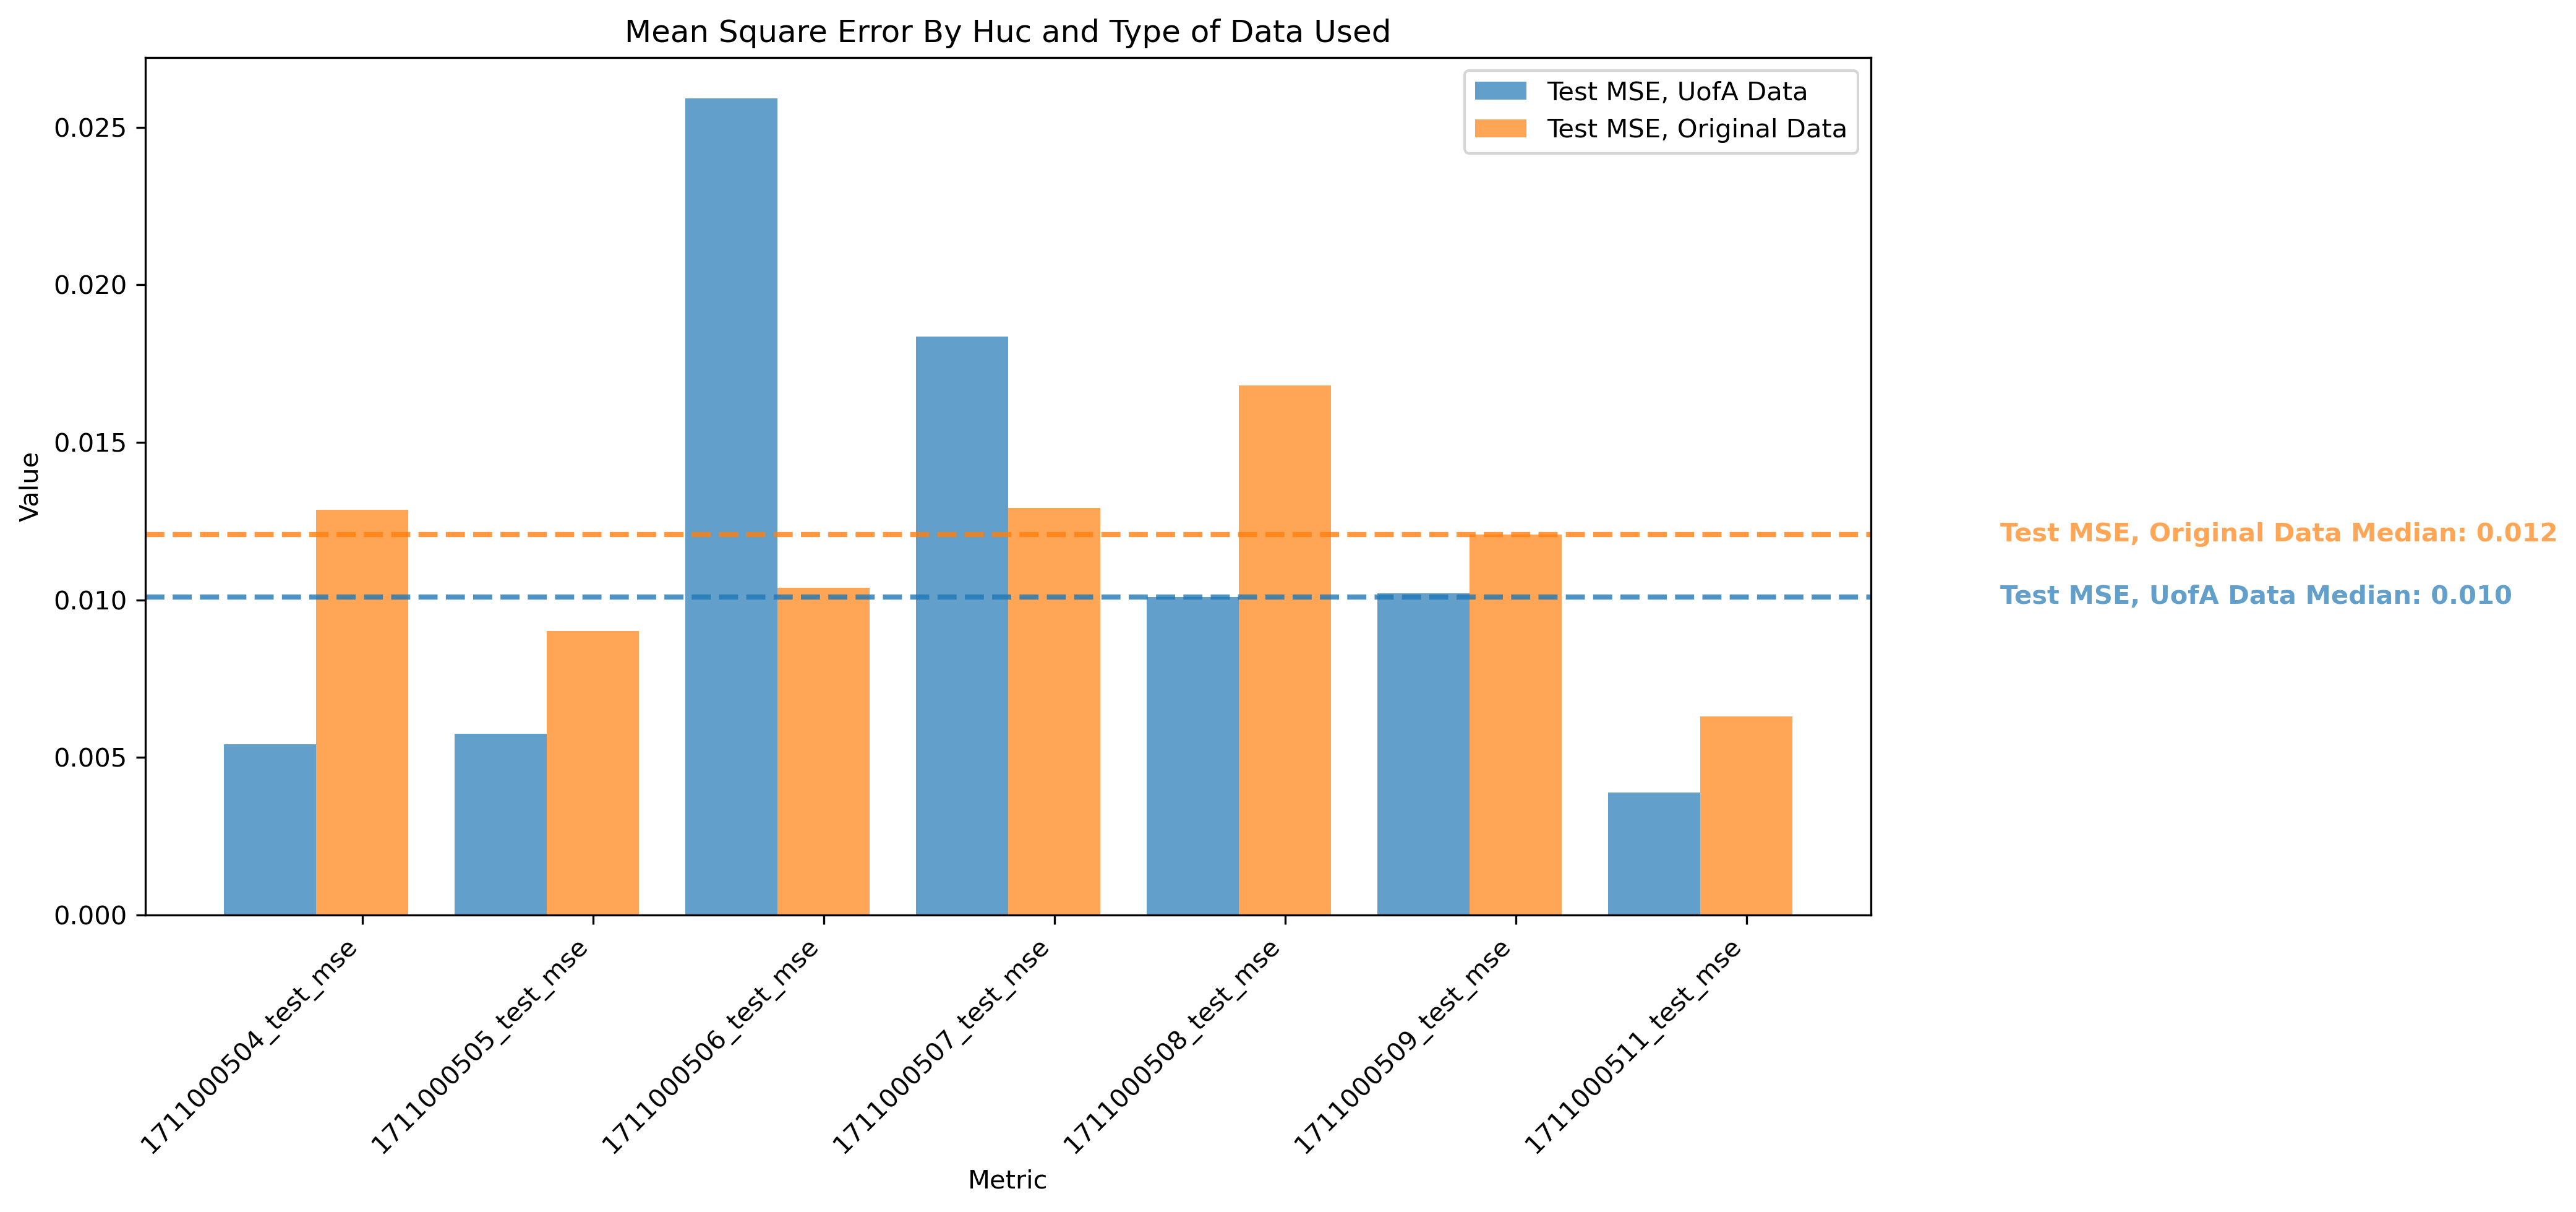 Mean Square Error By Huc and Type of Data Used
Test MSE, UofA Data
Test MSE, Original Data
Value
0.025
0.020
0.015
0.010
0.005
0.000
Test MSE, Original Data Median: 0.012
Test MSE, UofA Data Median: 0.010
1711000504_test_mse
1711000505_test_mse
1711000506_test_mse
1711000507_test_mse
1711000508_test_mse
1711000509_test_mse
1711000511_test_mse
Metric